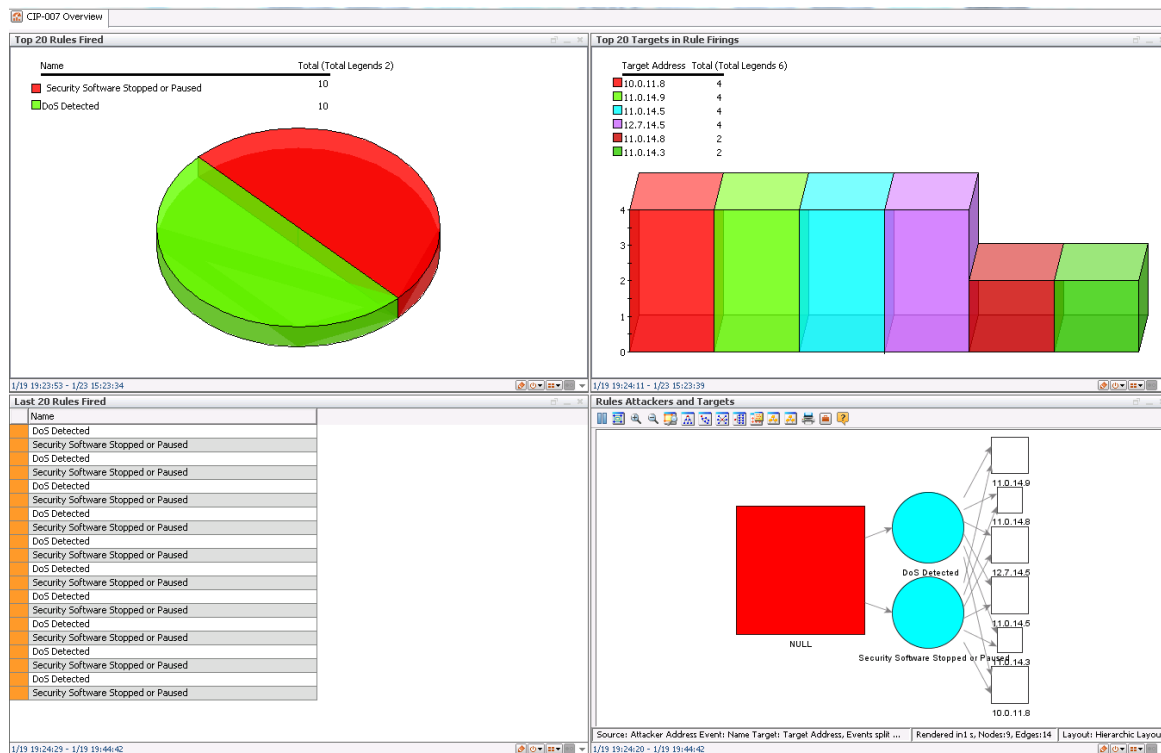 CIP-007 Overview
Top 20 Rules Fired
Name Total (Total Legends 2)
Security Software Stopped or Paused 10
DoS Detected 10
1/19 19:23:53 - 1/23 15:23:34
Top 20 Targets in Rule Firings
Target Address Total (Total Legends 6)
10.0.11.8 4
11.0.14.9 4
11.0.14.5 4
12.7.14.5 4
11.0.14.8 2
11.0.14.3 2
4
3
2
1
0
1/19 19:24:11 - 1/23 15:23:39
Last 20 Rules Fired
Name
DoS Detected
Security Software Stopped or Paused
DoS Detected
Security Software Stopped or Paused
DoS Detected
Security Software Stopped or Paused
DoS Detected
Security Software Stopped or Paused
DoS Detected
Security Software Stopped or Paused
DoS Detected
Security Software Stopped or Paused
DoS Detected
Security Software Stopped or Paused
DoS Detected
Security Software Stopped or Paused
DoS Detected
Security Software Stopped or Paused
DoS Detected
Security Software Stopped or Paused
1/19 19:24:29 - 1/19 19:44:42
Rules Attackers and Targets
NULL
DoS Detected
Security Software Stopped or Paused
11.0.14.9
11.0.14.8
12.7.14.5
11.0.14.5
11.0.14.3
10.0.11.8
Source: Attacker Address Event: Name Target: Target Address, Events split ...
Rendered in1 s, Nodes:9, Edges:14
Layout: Hierarchic Layou
1/19 19:24:20 - 1/19 19:44:42